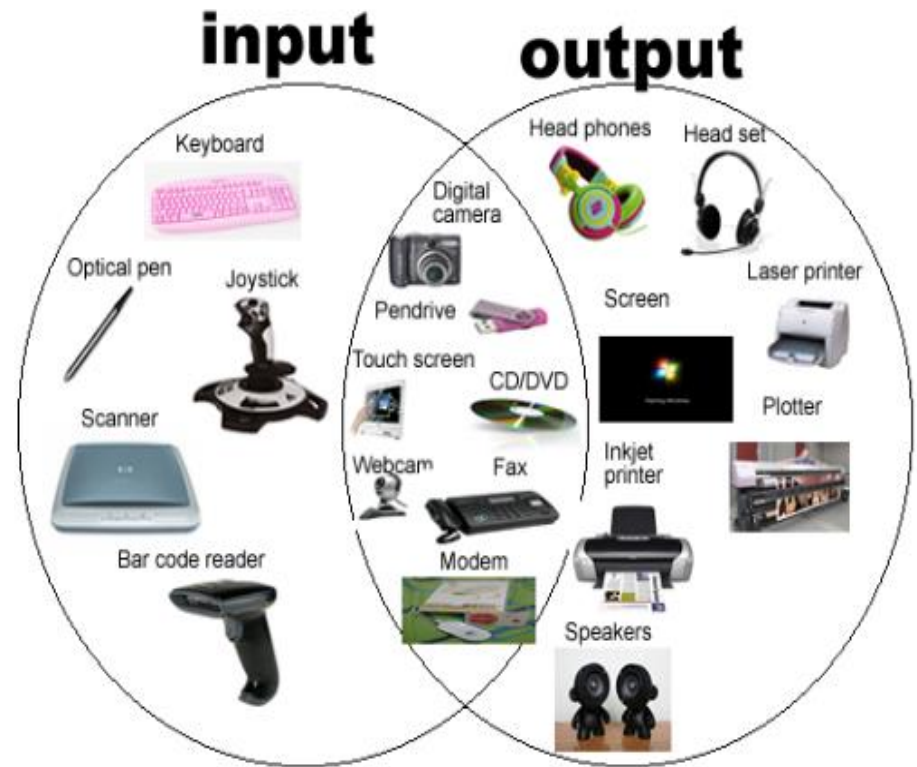 input
output
Keyboard
Head phones
Head set
Digital
camera
Optical pen
Joystick
Laser printer
Pendrive
Screen
Touch screen
CD/DVD
Plotter
Scanner
Webcam
Fax
Inkjet
printer
Bar code reader
Modem
Speakers